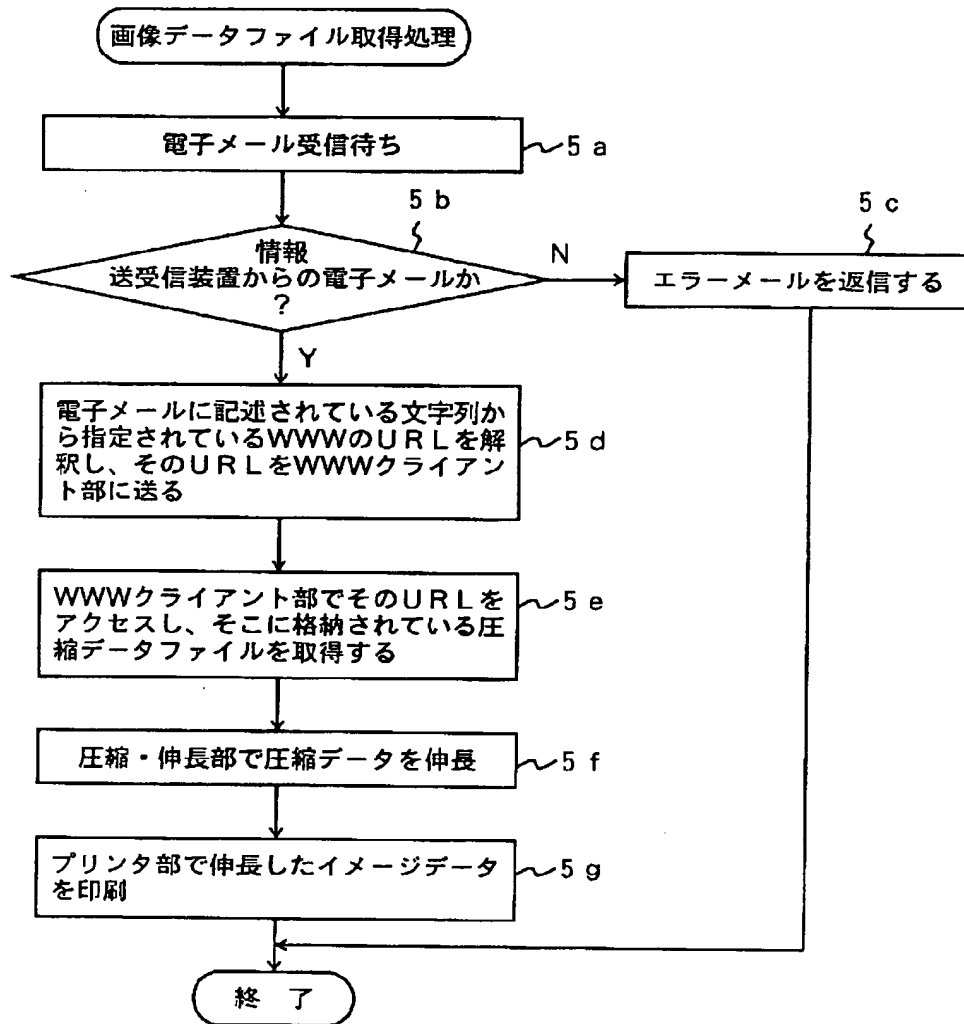 画像データファイル取得処理
電子メール受信待ち
5a
5b
5c
情報
送受信装置からの電子メールか
?
N
エラーメールを返信する
Y
電子メールに記述されている文字列か
ら指定されているWWWのURLを解
釈し、そのURLをWWWクライアン
ト部に送る
5d
WWWクライアント部でそのURLを
アクセスし、そこに格納されている圧
縮データファイルを取得する
5e
圧縮・伸長部で圧縮データを伸長
5f
プリンタ部で伸長したイメージデータ
を印刷
5g
終 了